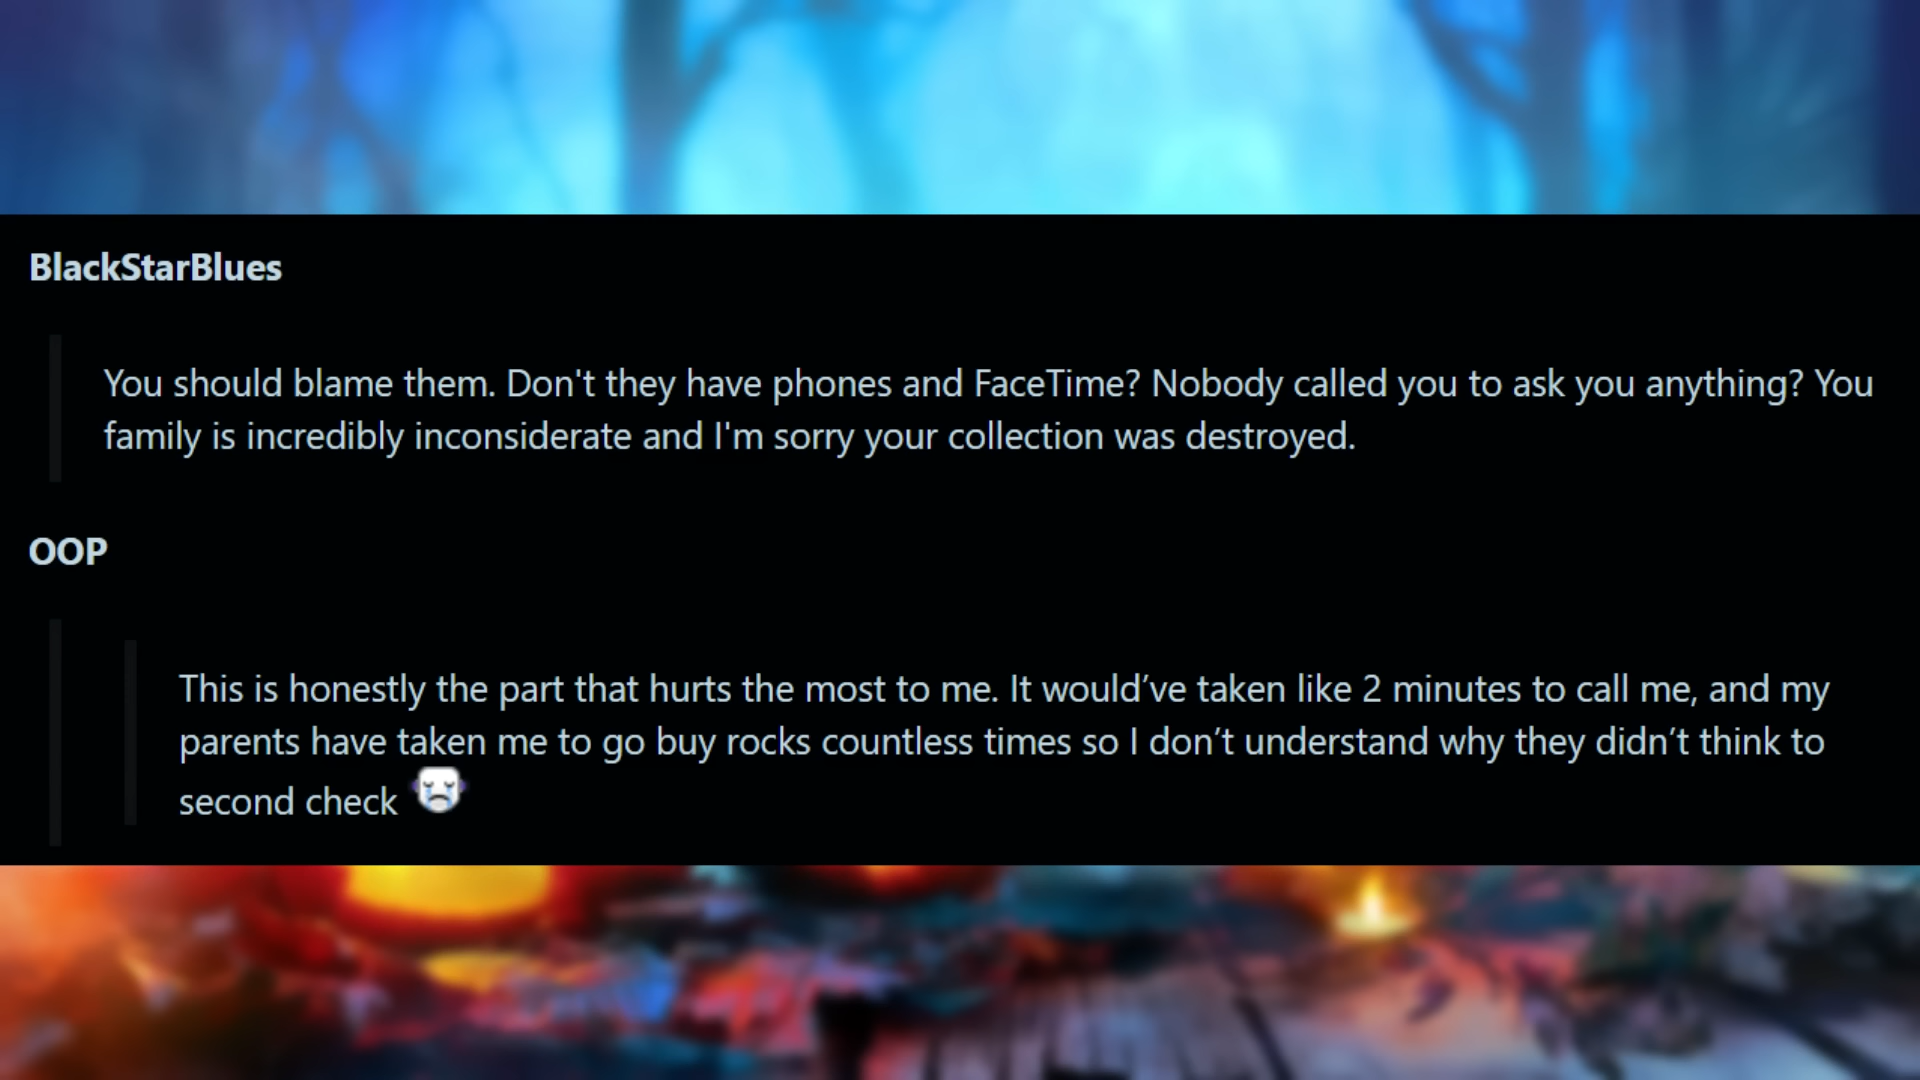 BlackStarBlues
You should blame them. Don't they have phones and FaceTime? Nobody called you to ask you anything? You
family is incredibly inconsiderate and I'm sorry your collection was destroyed.
OOP
This is honestly the part that hurts the most to me. It would’ve taken like 2 minutes to call me, and my
parents have taken me to go buy rocks countless times so I don’t understand why they didn’t think to
second check